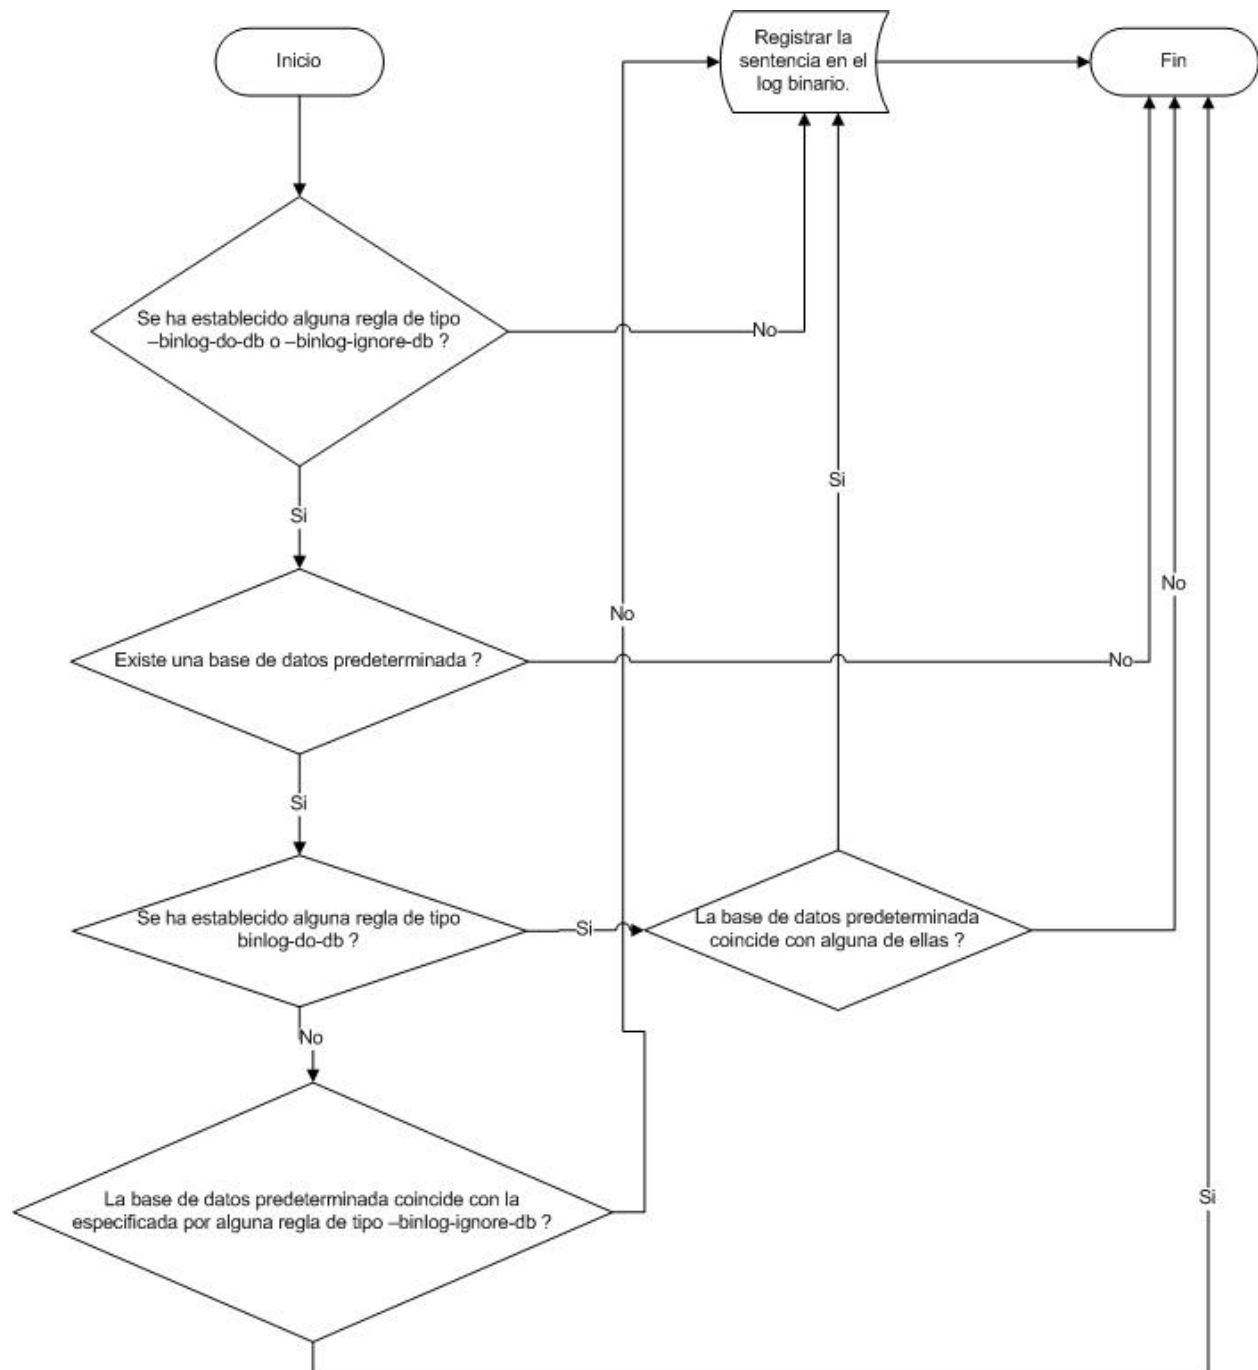 Inicio
Registrar la
sentencia en el
log binario.
Fin
Se ha establecido alguna regla de tipo
–binlog-do-db o –binlog-ignore-db ?
No
Si
Si
Existe una base de datos predeterminada ?
No
No
No
Si
Se ha establecido alguna regla de tipo
binlog-do-db ?
Si
La base de datos predeterminada
coincide con alguna de ellas ?
No
La base de datos predeterminada coincide con la
especificada por alguna regla de tipo –binlog-ignore-db ?
Si